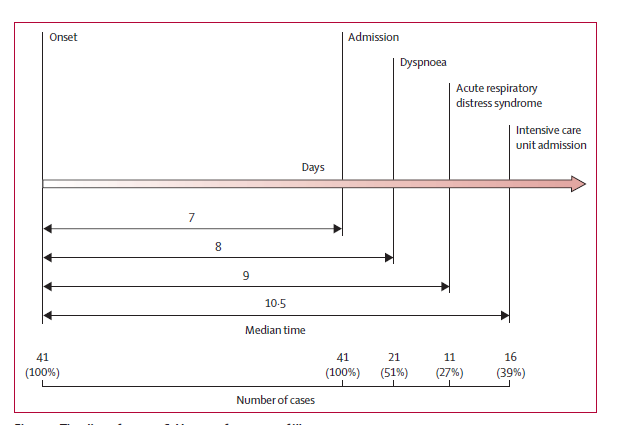 Onset
Admission
Dyspnoea
Acute respiratory
distress syndrome
Intensive care
unit admission
Days
7
8
9
10·5
Median time
41 41 21 11 16
(100%) (100%) (51%) (27%) (39%)
Number of cases